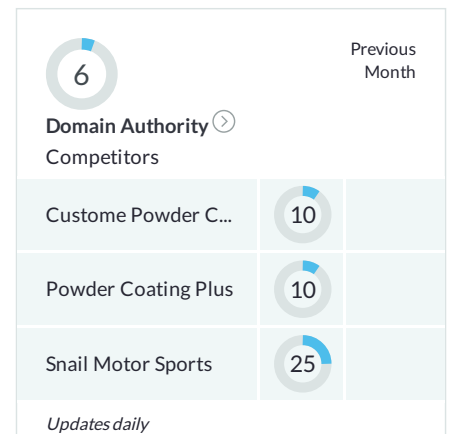 6
Previous
Month
Domain Authority
Competitors
Custome Powder C... 10
Powder Coating Plus 10
Snail Motor Sports 25
Updates daily